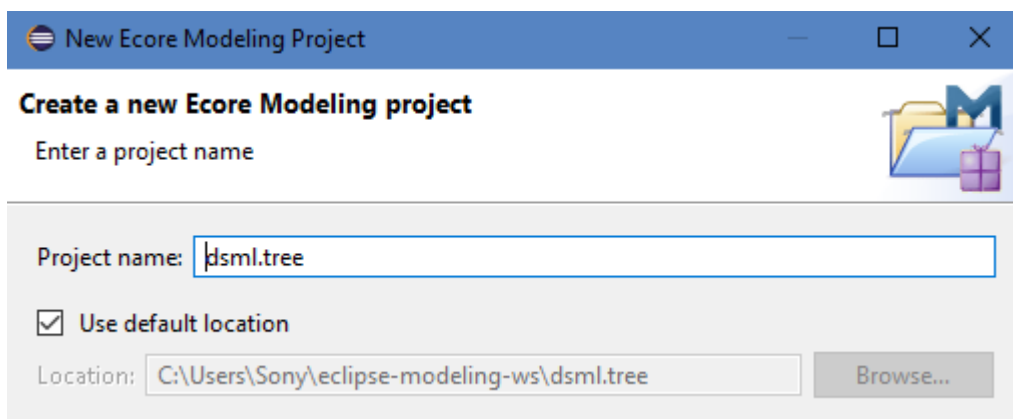 New Ecore Modeling Project
Create a new Ecore Modeling project
Enter a project name
Project name: dsml.tree
Use default location
Location: C:\Users\Sony\eclipse-modeling-ws\dsml.tree Browse...